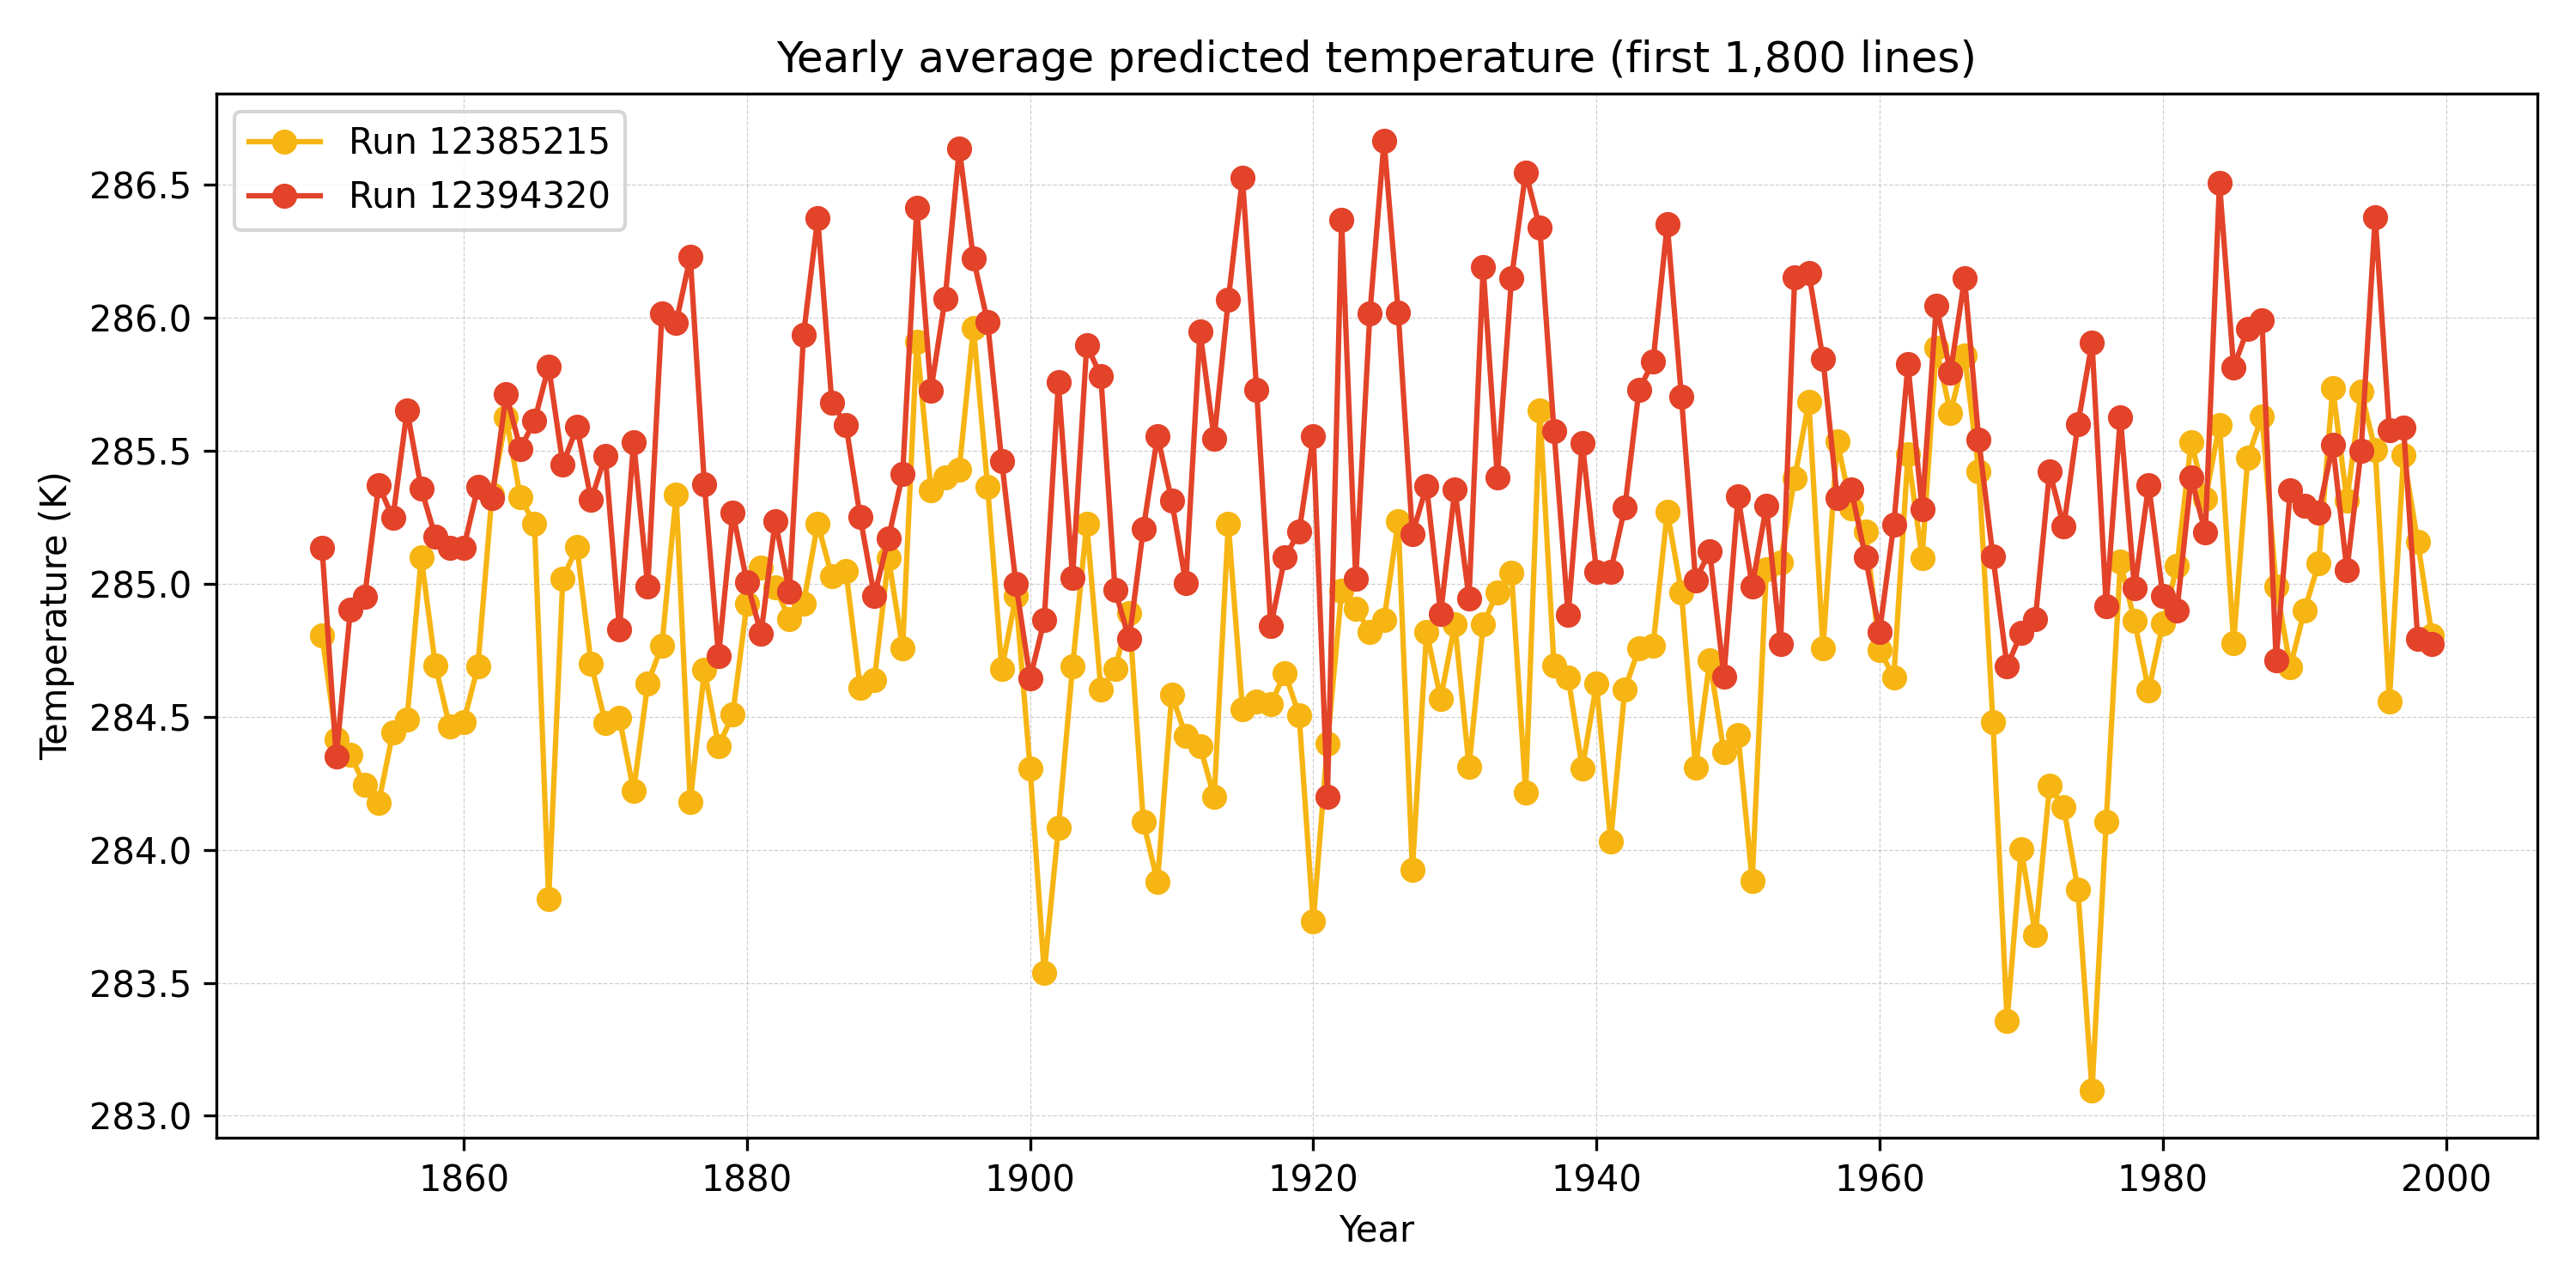 Yearly average predicted temperature (first 1,800 lines)
Run 12385215
Run 12394320
Temperature (K)
286.5
286.0
285.5
285.0
284.5
284.0
283.5
283.0
1860 1880 1900 1920 1940 1960 1980 2000
Year